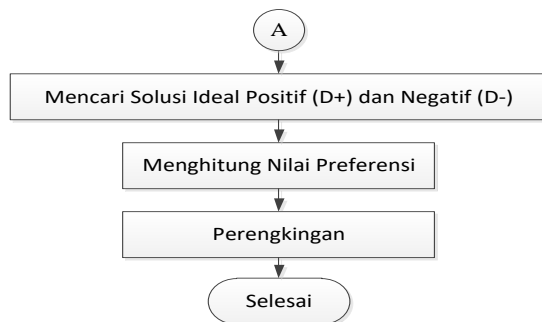 A
Mencari Solusi Ideal Positif (D+) dan Negatif (D-)
Menghitung Nilai Preferensi
Perengkingan
Selesai